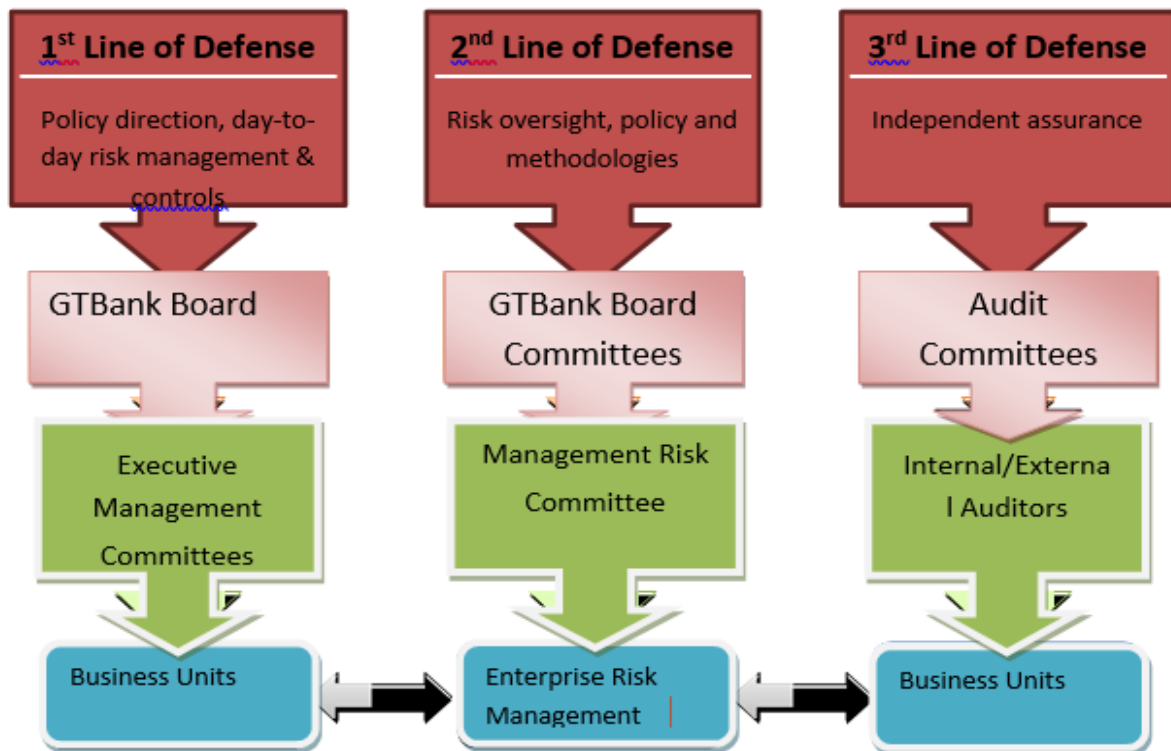 1st Line of Defense
Policy direction, day-to-
day risk management &
controls
GTBank Board
Executive
Management
Committees
Business Units
2nd Line of Defense
Risk oversight, policy and
methodologies
GTBank Board
Committees
Management Risk
Committee
Enterprise Risk
Management
3rd Line of Defense
Independent assurance
Audit
Committees
Internal/Externa
l Auditors
Business Units